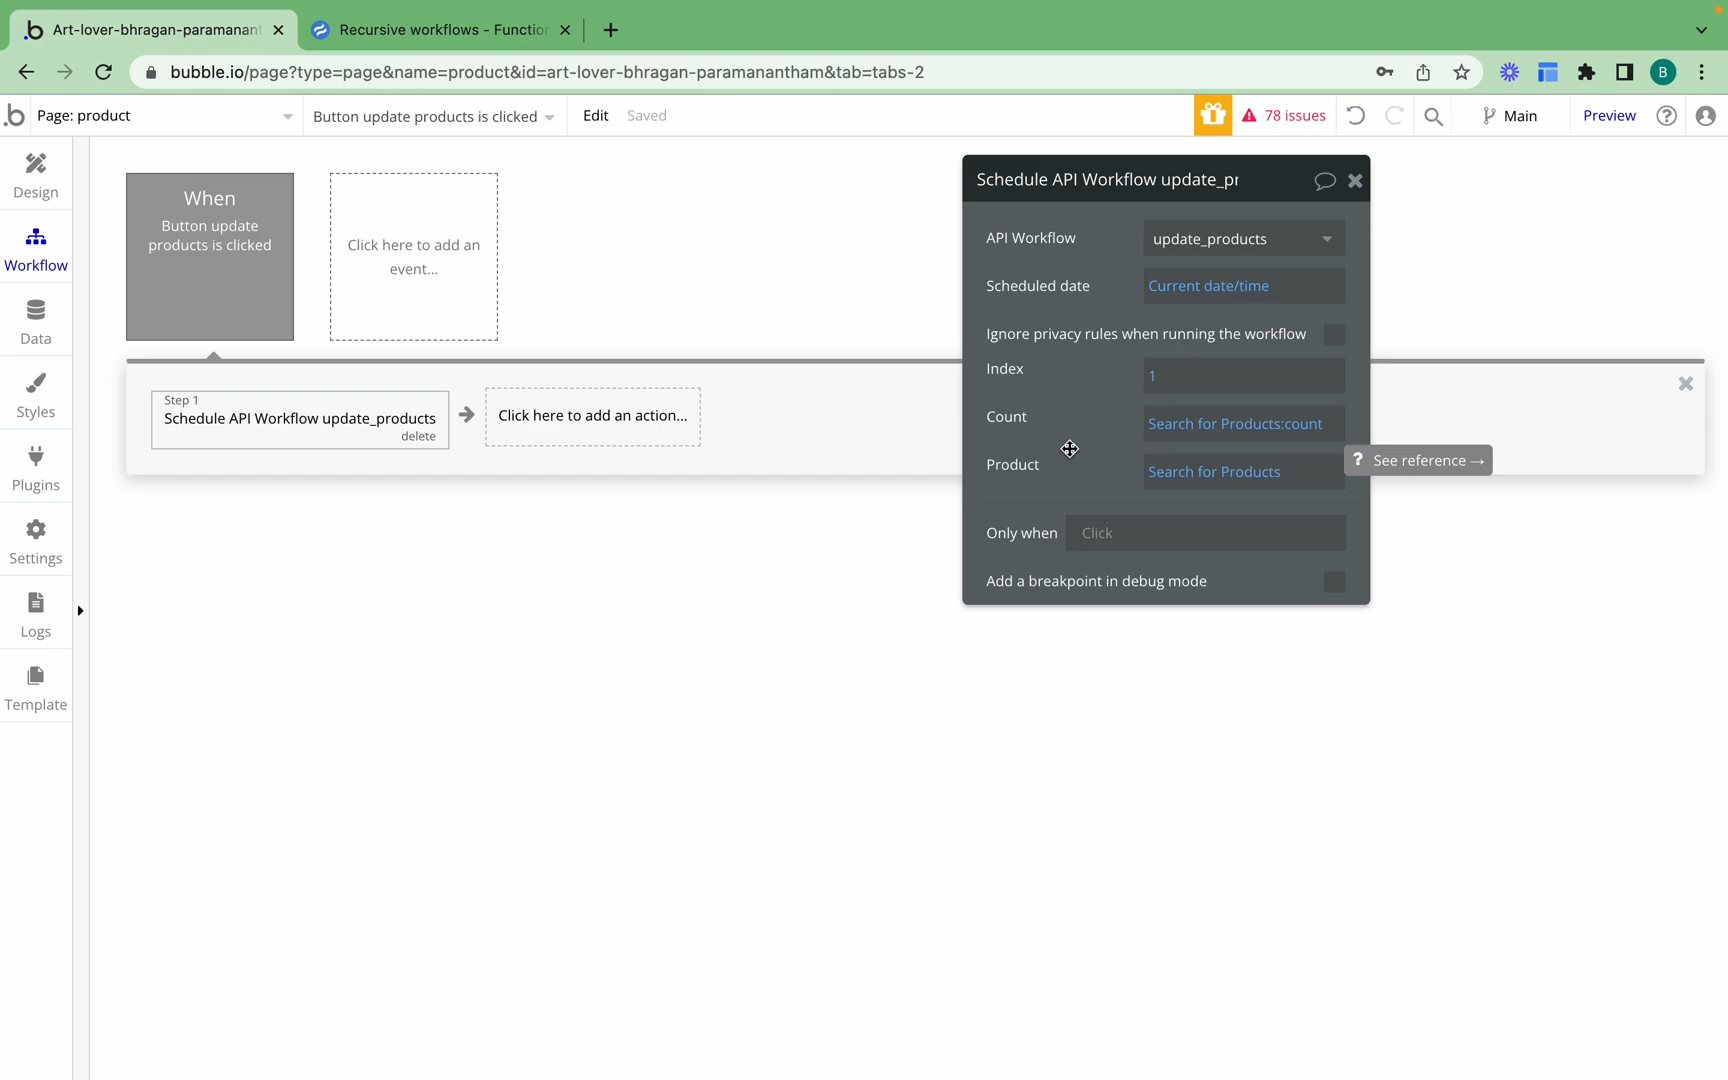 Art-lover-bhragan-paramanant
Recursive workflows - Functio
bubble.io/page?type=page&name=product&id=art-lover-bhragan-paramanantham&tab=tabs-2
B
Page: product
Button update products is clicked
Edit
Saved
78 issues
Main
Preview
Design
Workflow
Data
Styles
Plugins
Settings
Logs
Template
When
Button update
products is clicked
Click here to add an
event...
Step 1
Schedule API Workflow update_products
delete
Click here to add an action...
Schedule API Workflow update_pr
API Workflow
update_products
Scheduled date
Current date/time
Ignore privacy rules when running the workflow
Index
1
Count
Search for Products:count
Product
Search for Products
? See reference →
Only when
Click
Add a breakpoint in debug mode